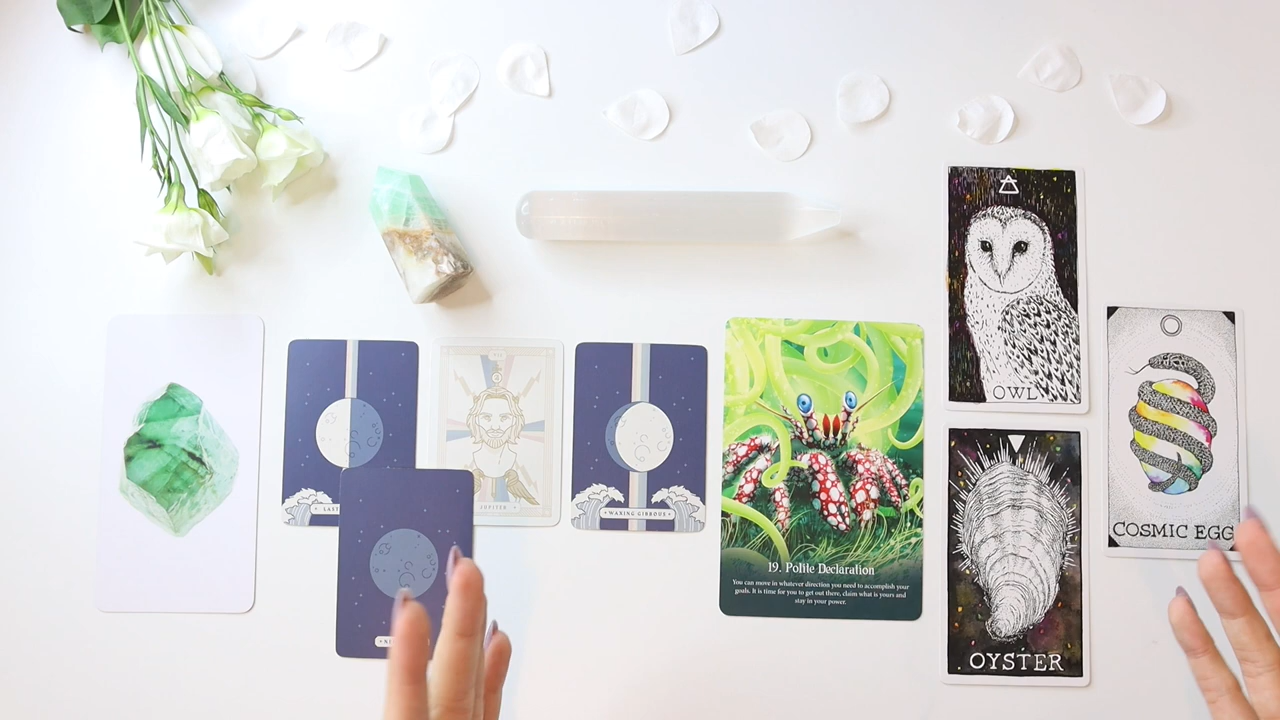 LAST
JUPITER
WAXING GIBBOUS
19. Polite Declaration
You can move in whatever direction you need to accomplish your
goals. It is time for you to get out there, claim what is yours and
stay in your power.
OWL
OYSTER
COSMIC EGG